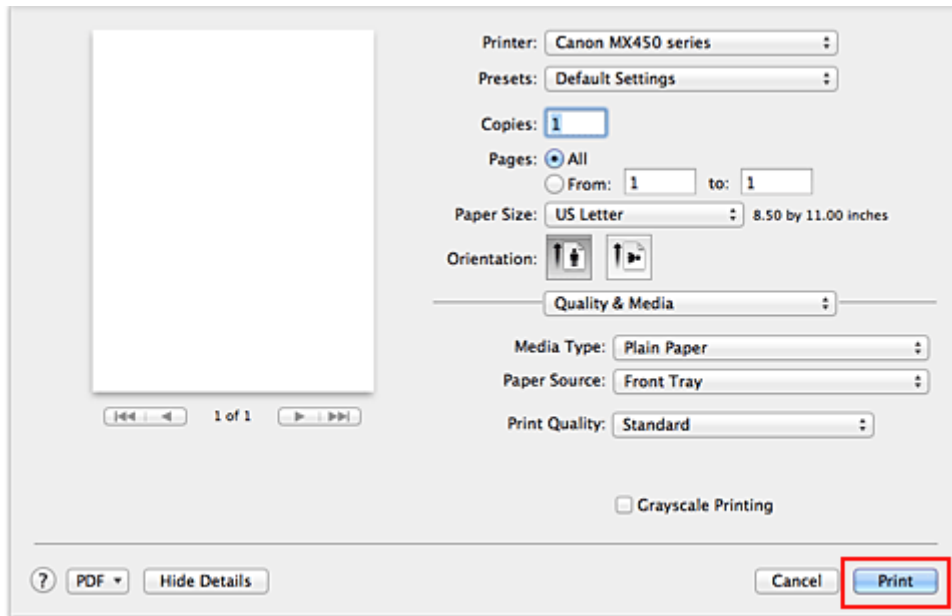 Printer: Canon MX450 series
Presets: Default Settings
Copies: 1
Pages: All
From: 1 to: 1
Paper Size: US Letter 8.50 by 11.00 inches
Orientation:
Quality & Media
Media Type: Plain Paper
Paper Source: Front Tray
1 of 1
Print Quality: Standard
Grayscale Printing
? PDF Hide Details Cancel Print